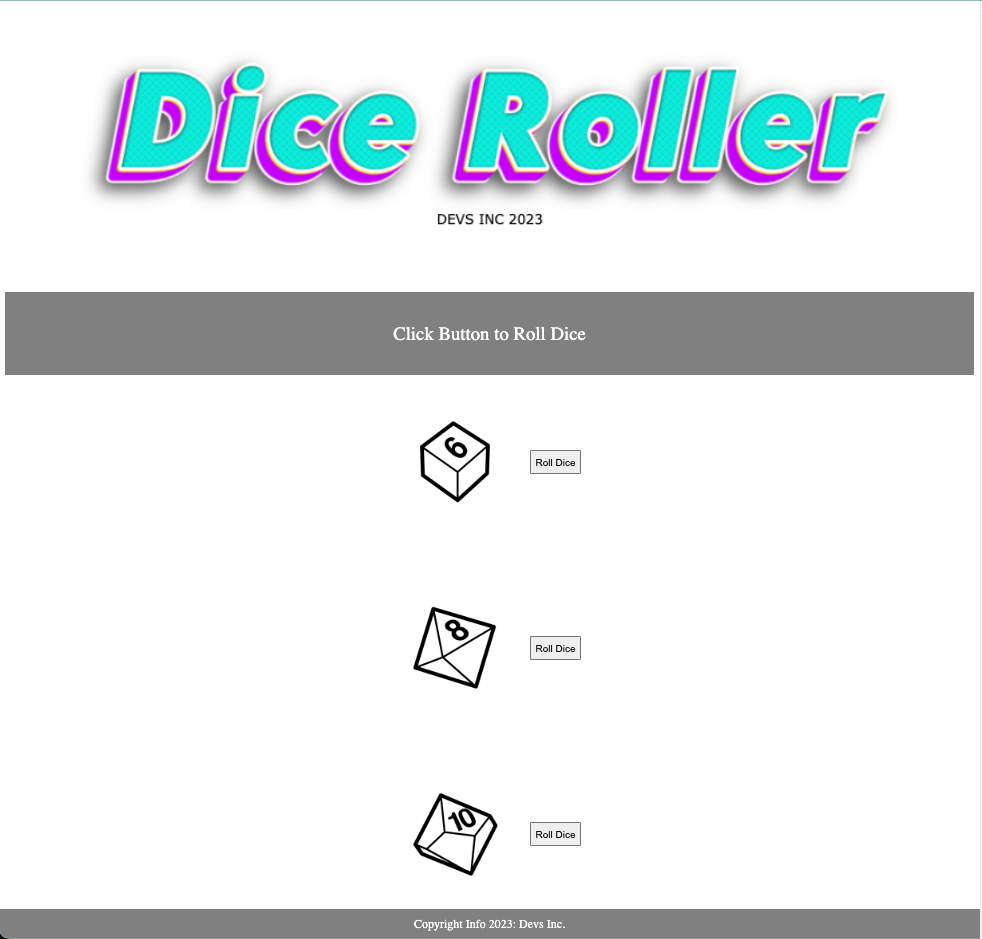 Dice Roller
DEVS INC 2023
Click Button to Roll Dice
6
Roll Dice
8
Roll Dice
10
Roll Dice
Copyright Info 2023: Devs Inc.